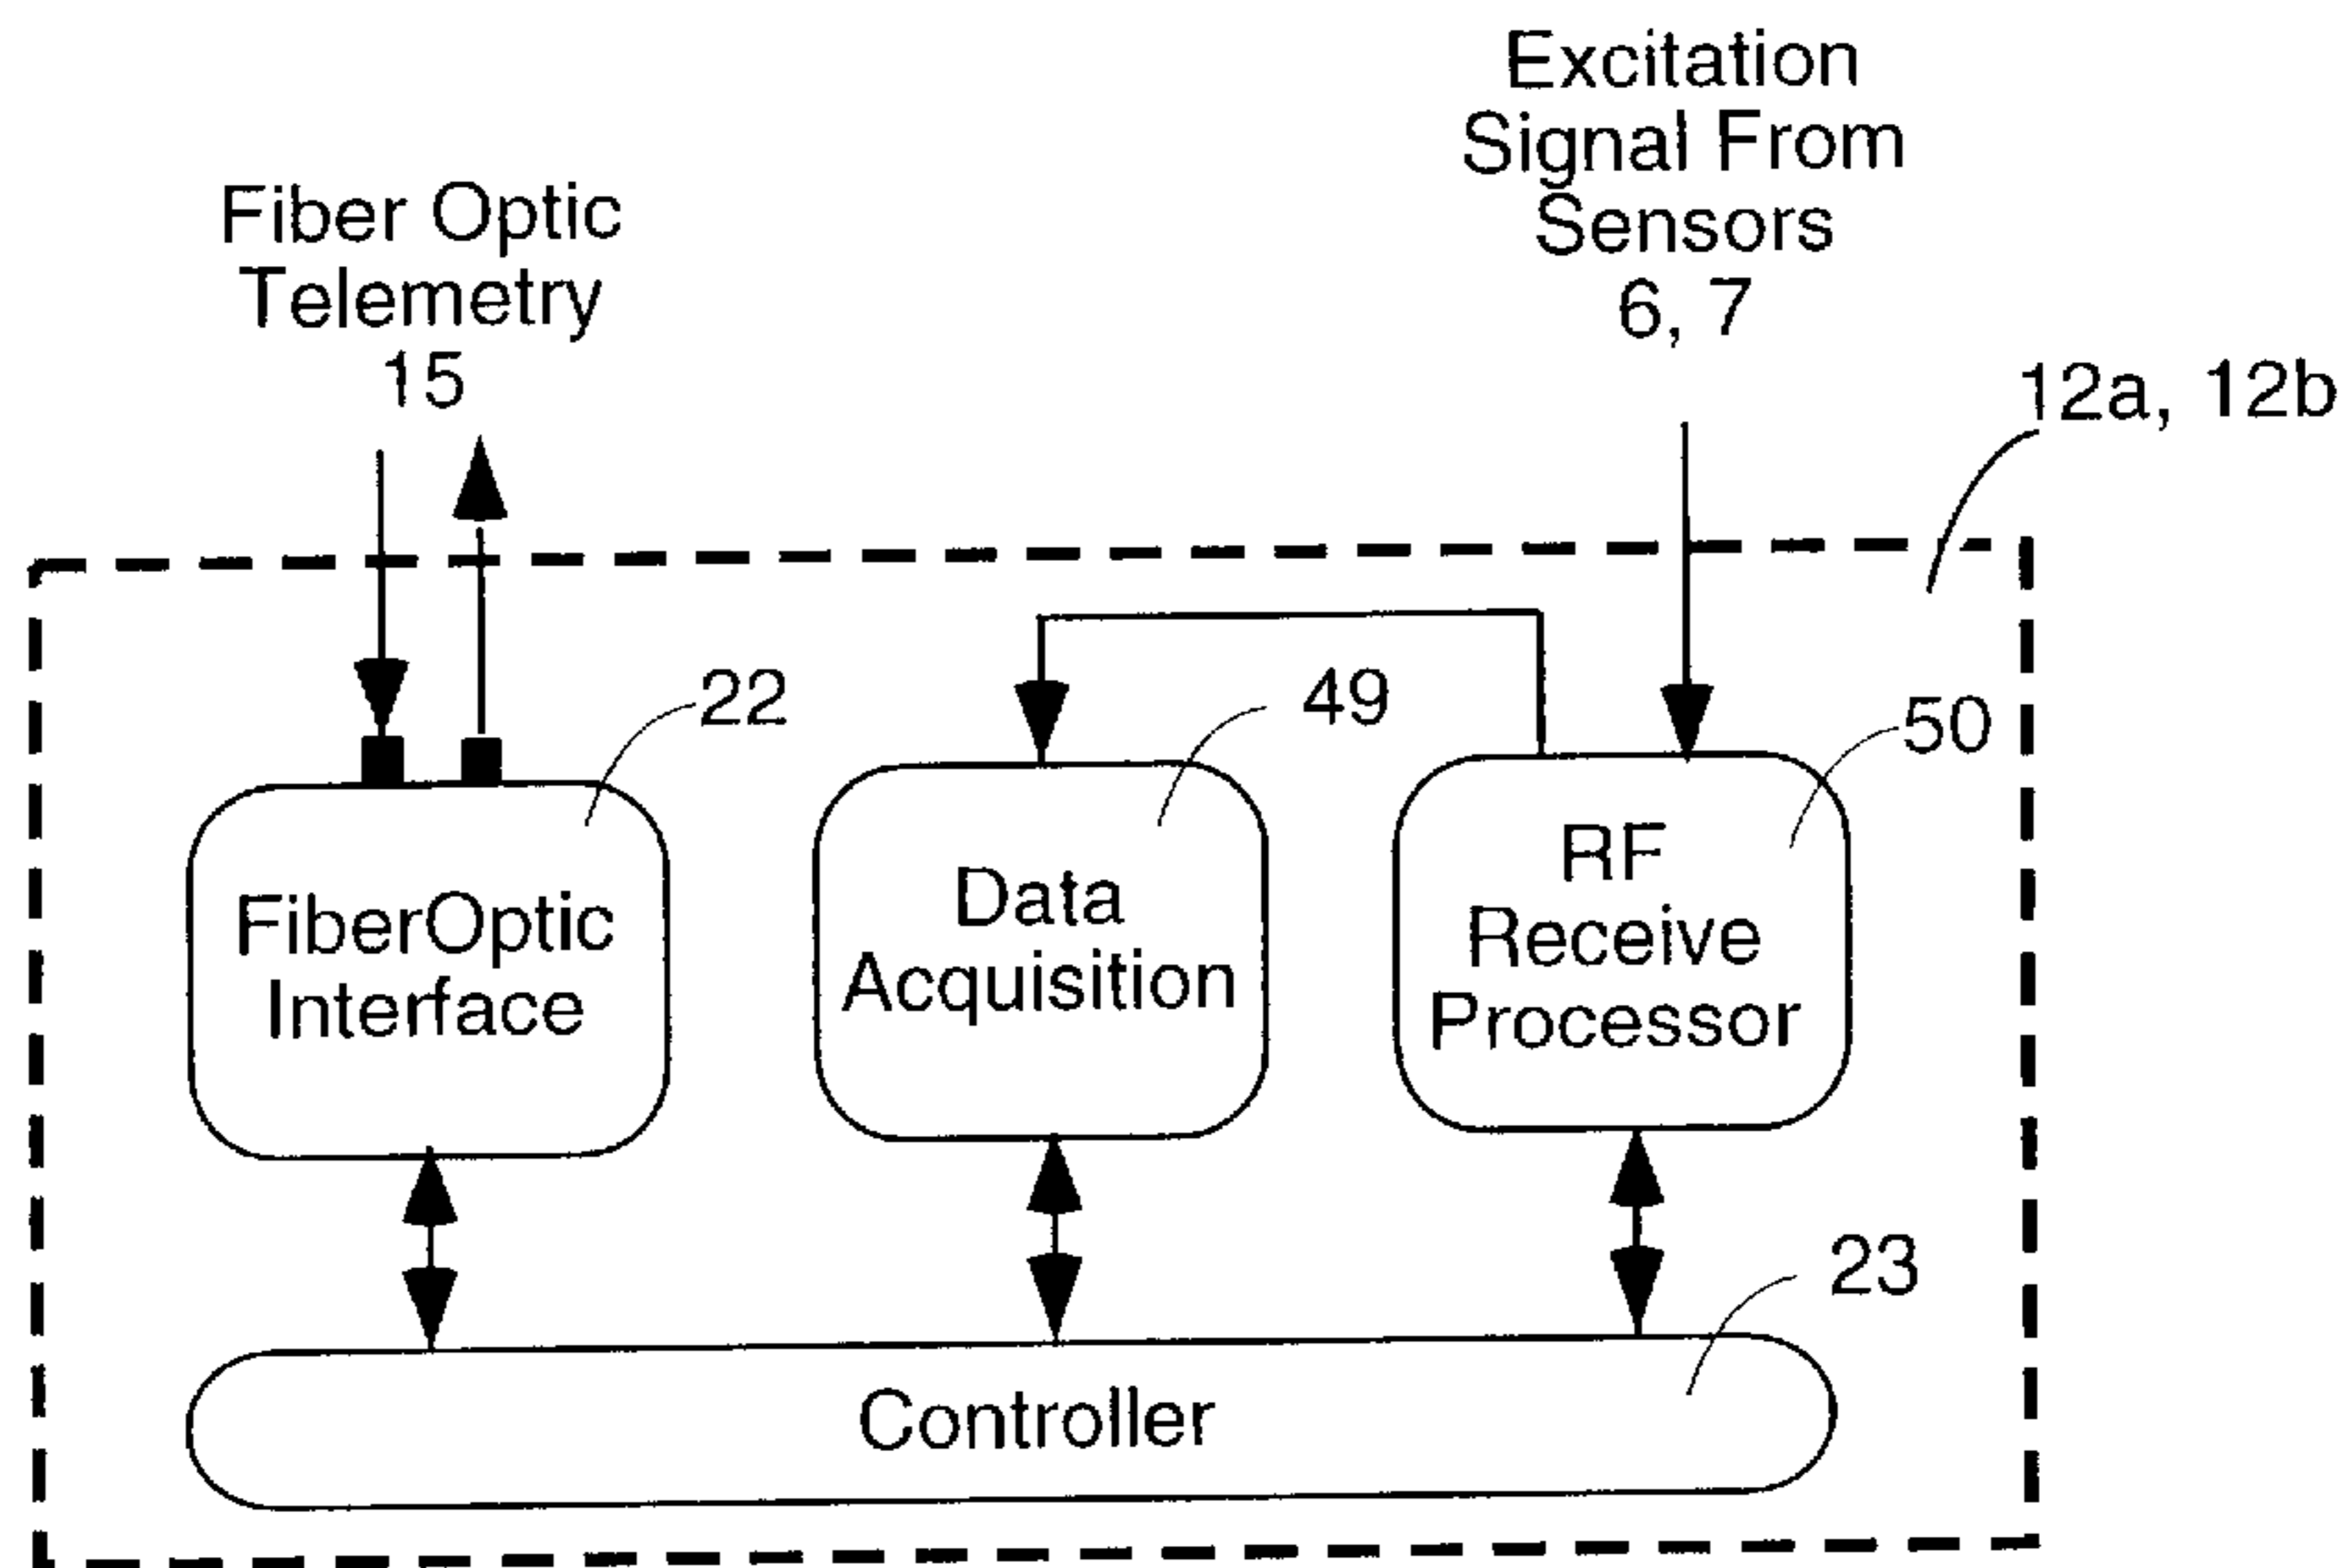 Excitation
Signal From
Sensors
6, 7
Fiber Optic
Telemetry
15
12a, 12b
22
49
50
FiberOptic
Interface
Data
Acquisition
RF
Receive
Processor
23
Controller